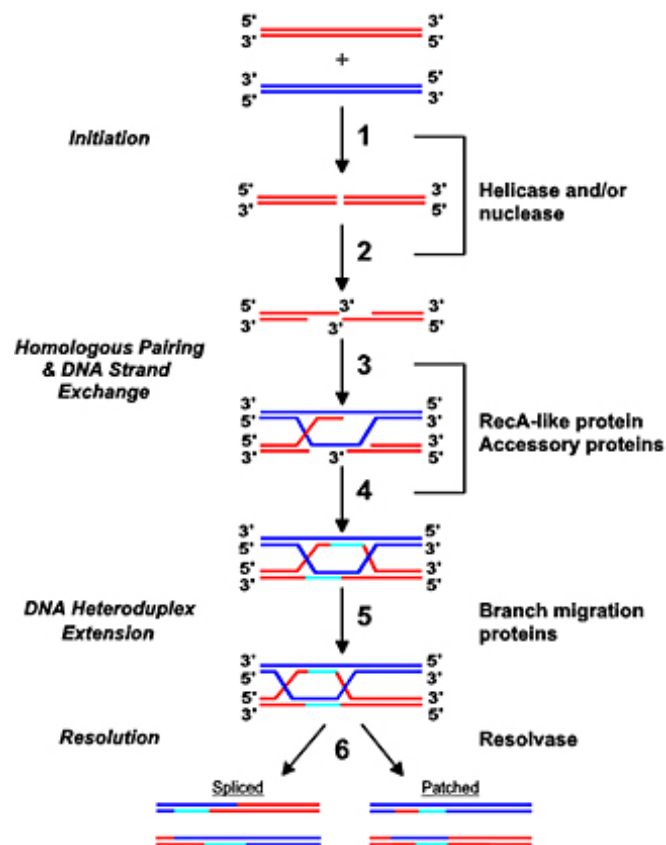 5' 3'
3' 5'
+
3' 5'
5' 3'
Initiation
1
5' 3'
3' 5'
Helicase and/or
nuclease
2
5' 3' 3'
3' 3' 5'
Homologous Pairing
& DNA Strand
Exchange
3
3' 5'
5' 3'
5' 3'
3' 3' 5'
RecA-like protein
Accessory proteins
4
3' 5'
5' 3'
5' 3'
3' 5'
DNA Heteroduplex
Extension
5
Branch migration
proteins
3' 5'
5' 3'
5' 3'
3' 5'
Resolution
6
Resolvase
Spliced
Patched